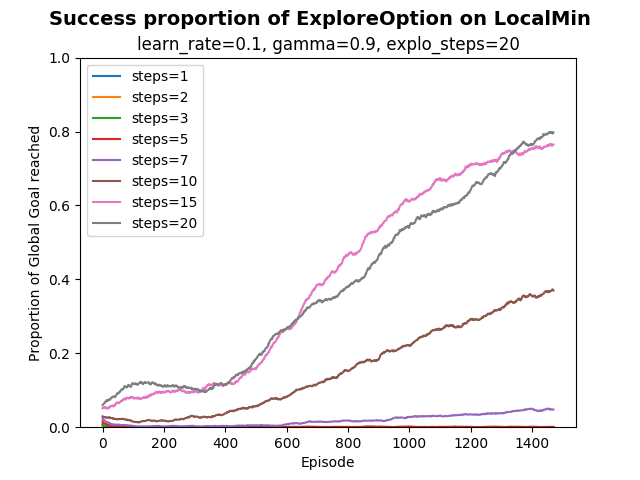 Success proportion of ExploreOption on LocalMin
learn_rate=0.1, gamma=0.9, explo_steps=20
1.0
0.8
0.6
0.4
0.2
0.0
Proportion of Global Goal reached
steps=1
steps=2
steps=3
steps=5
steps=7
steps=10
steps=15
steps=20
0 200 400 600 800 1000 1200 1400
Episode